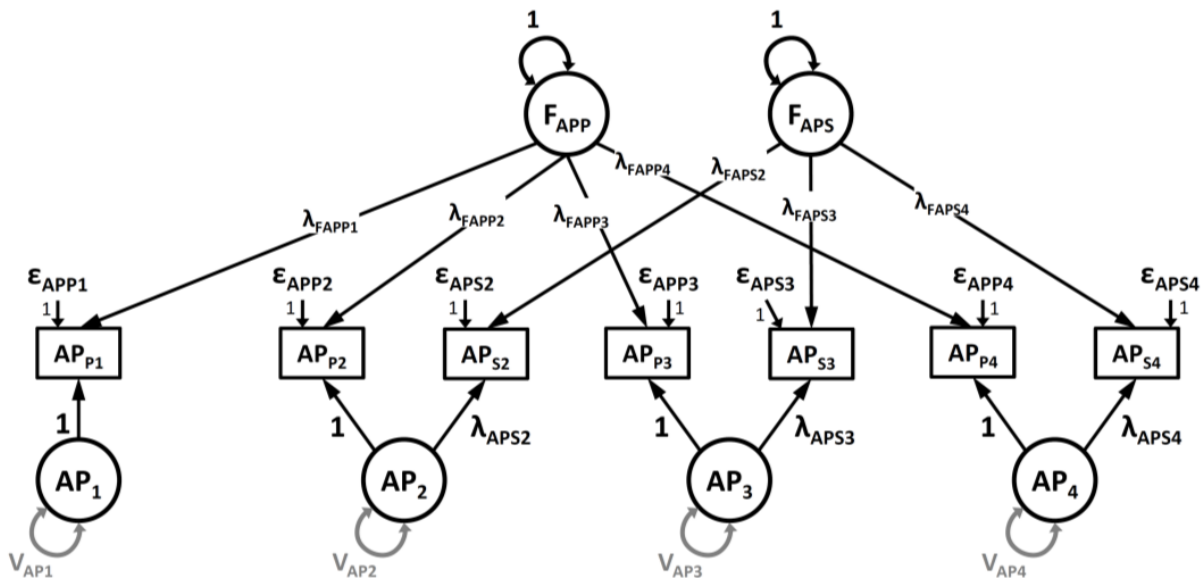 1 1
F_APP F_APS
λ_FAPP4 λ_FAPS2
λ_FAPP1 λ_FAPP2 λ_FAPP3 λ_FAPS3 λ_FAPS4
ε_APP1 ε_APP2 ε_APS2 ε_APP3 ε_APS3 ε_APP4 ε_APS4
1 1 1 1 1 1 1
AP_P1 AP_P2 AP_S2 AP_P3 AP_S3 AP_P4 AP_S4
1 1 λ_APS2 1 λ_APS3 1 λ_APS4
AP_1 AP_2 AP_3 AP_4
V_AP1 V_AP2 V_AP3 V_AP4